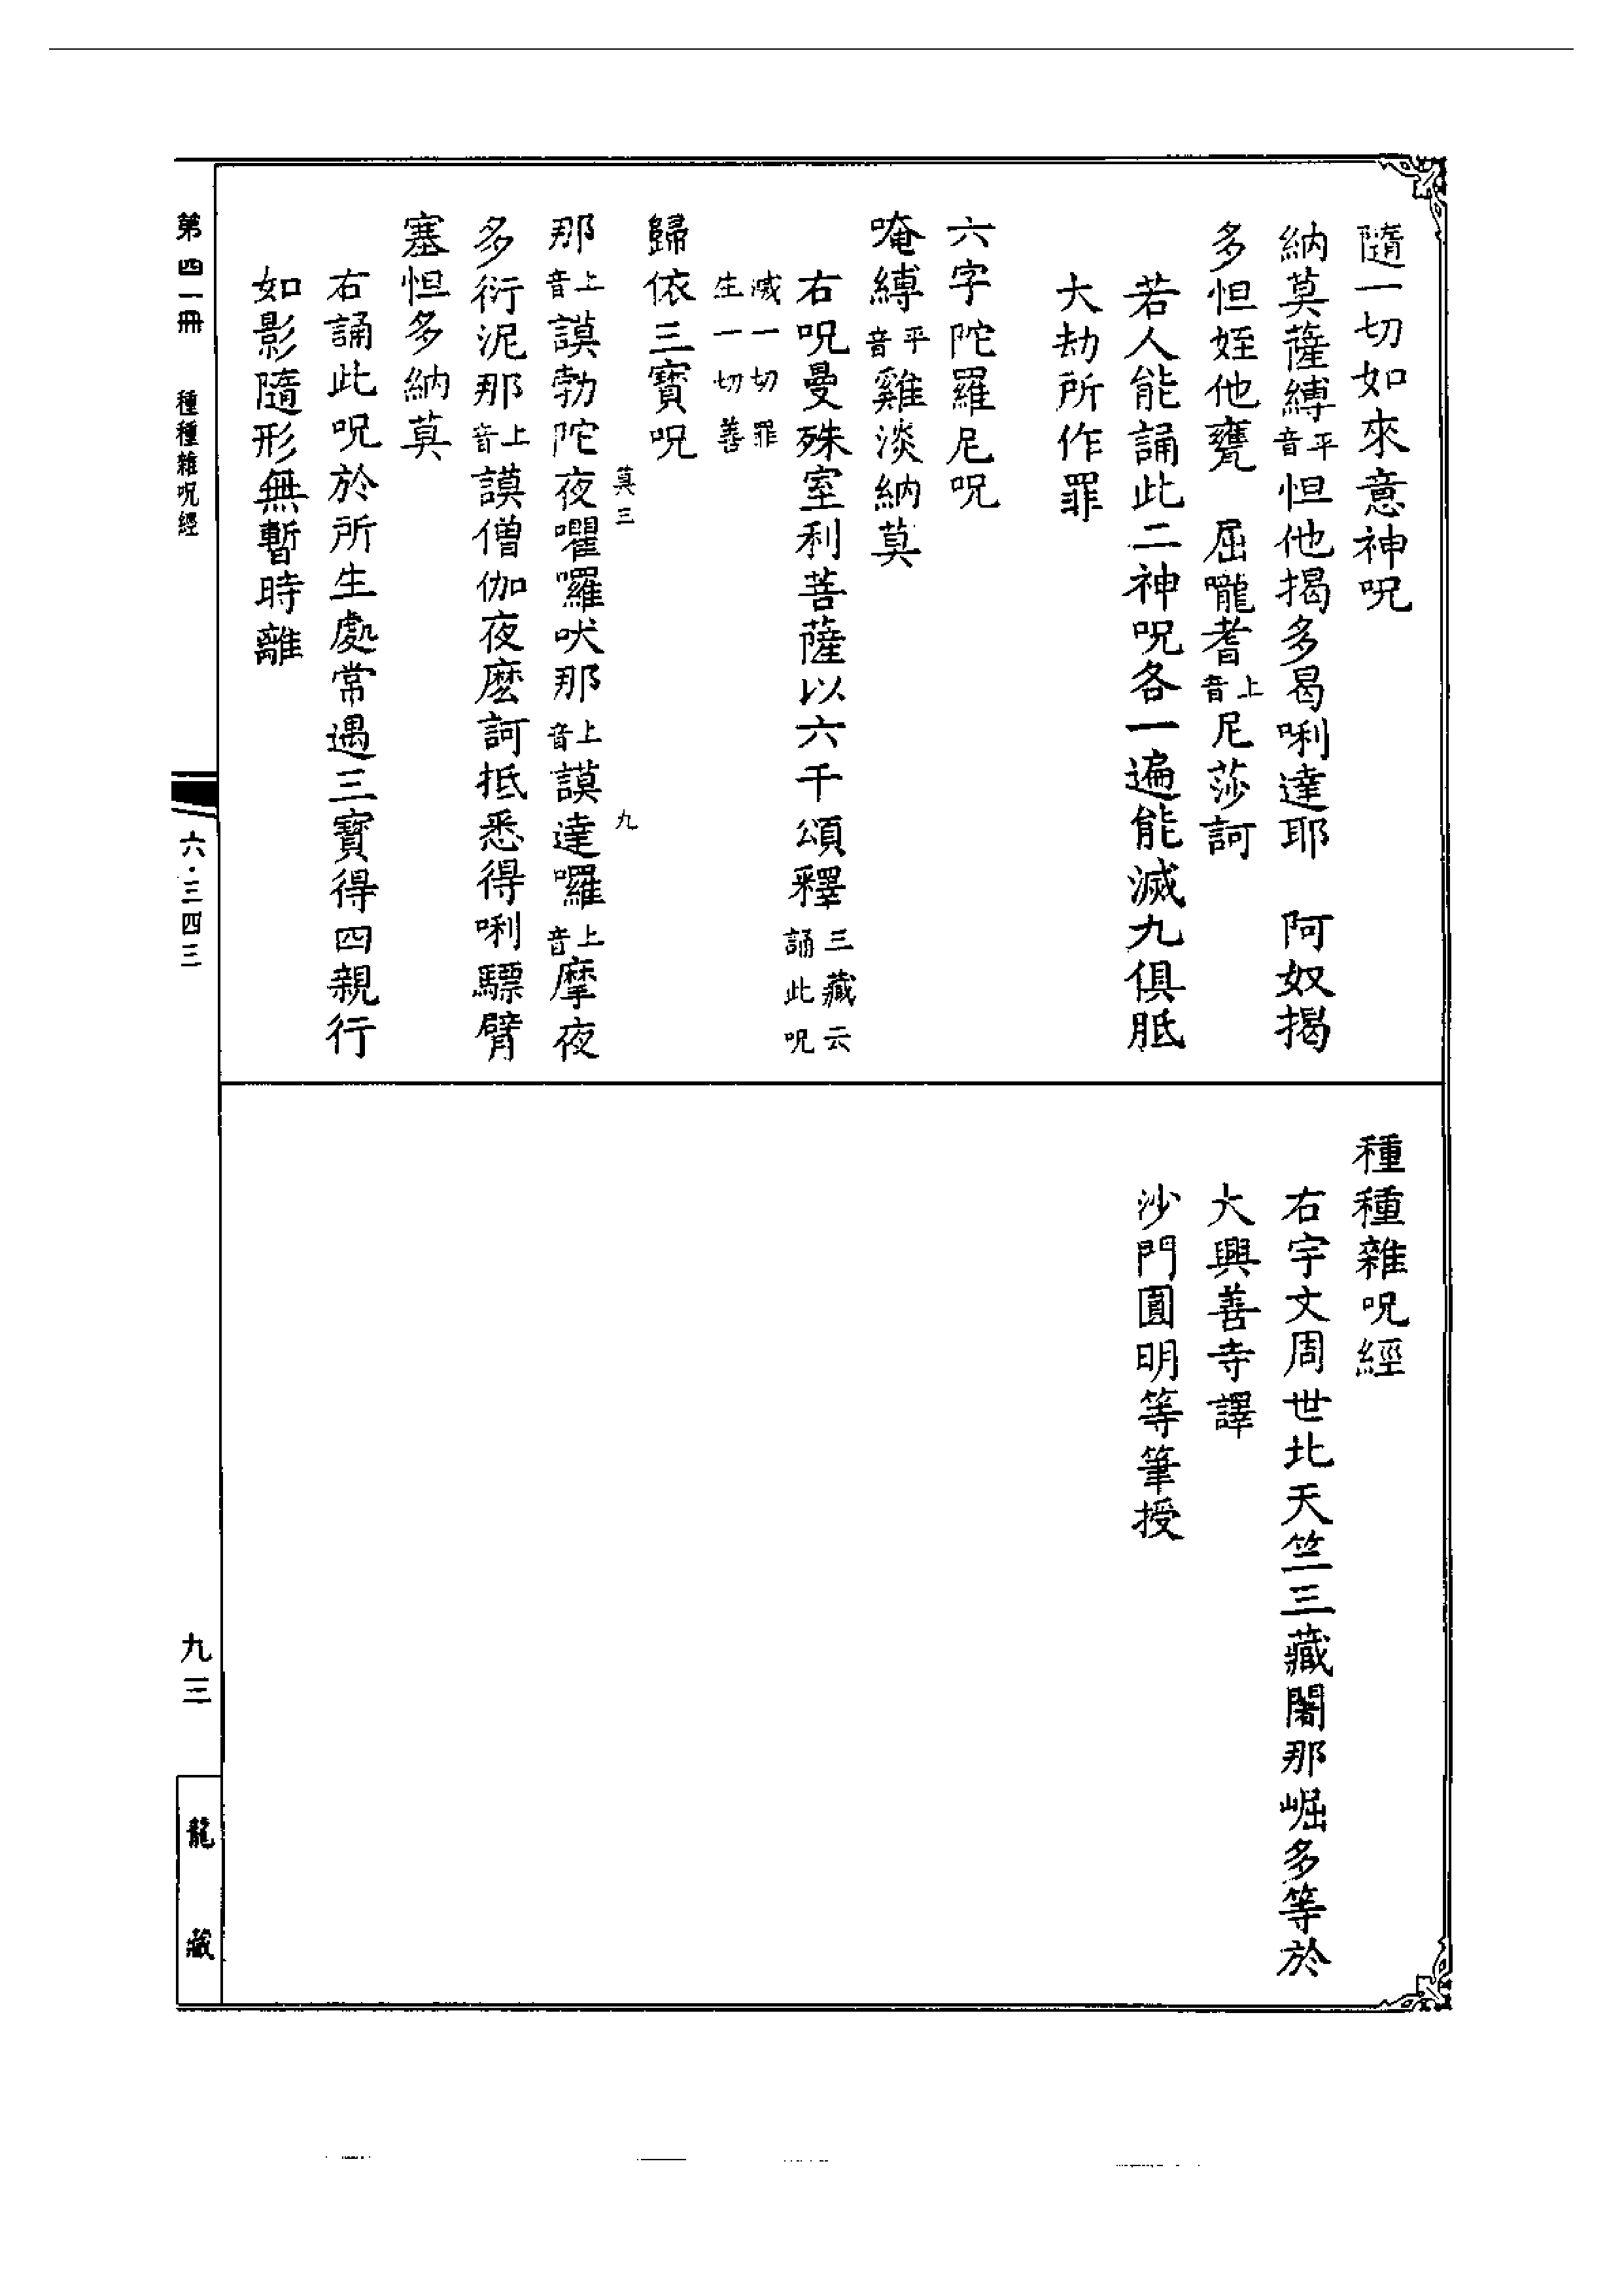 隨一切如來意神呪
納莫薩縛平音怛他揭多曷唎達耶　阿奴揭
多怛姪他甕　屈嚨耆上音尼莎訶
若人能誦此二神呪各一遍能滅九俱胝
大劫所作罪
六字陀羅尼呪
唵縛平音雞淡納莫
右呪曼殊室利菩薩以六千頌釋三藏云誦此呪
滅一切罪生一切善
歸依三寶呪
莫三　九
那上音謨勃陀夜囉吠那上音謨達囉上音摩夜
多衍泥那上音謨僧伽夜麼訶抵悉得唎驃臂
塞怛多納莫
右誦此呪於所生處常遇三寶得四親行
如影隨形無暫時離
種種雜呪經
右宇文周世北天竺三藏闍那崛多等於
大興善寺譯
沙門圓明等筆授
第四一冊　種種雜呪經　六・三四三　九三　龍藏